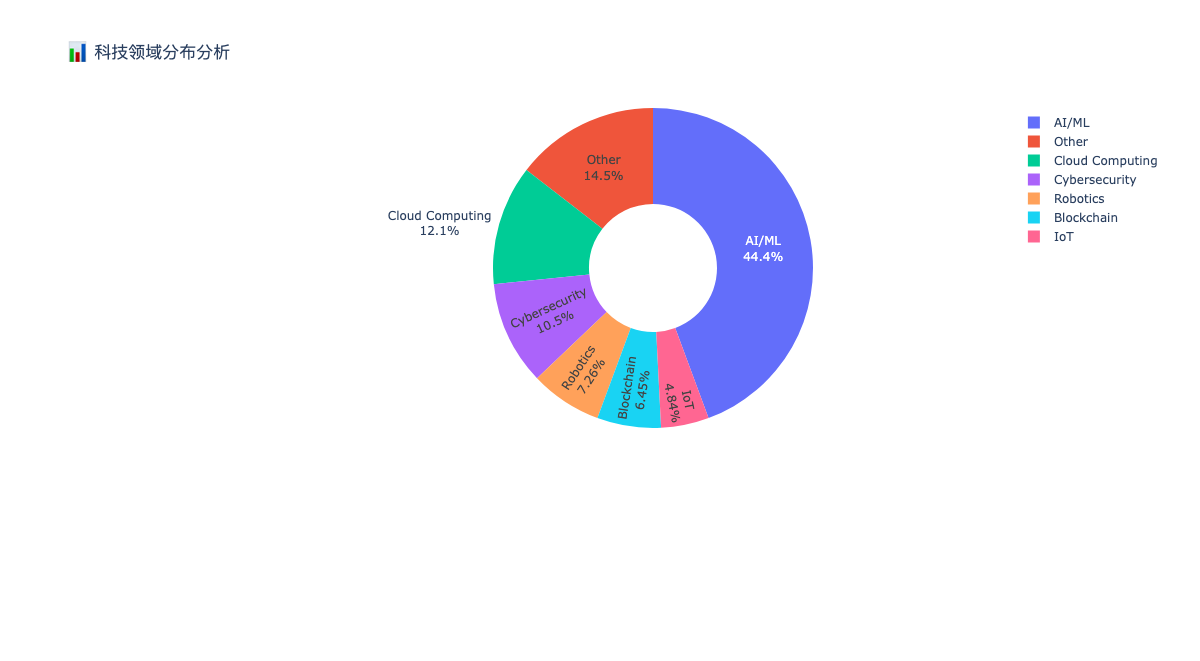 📊 科技领域分布分析
Other
14.5%
AI/ML
44.4%
Cloud Computing
12.1%
Cybersecurity
10.5%
Robotics
7.26%
Blockchain
6.45%
IoT
4.84%
AI/ML
Other
Cloud Computing
Cybersecurity
Robotics
Blockchain
IoT